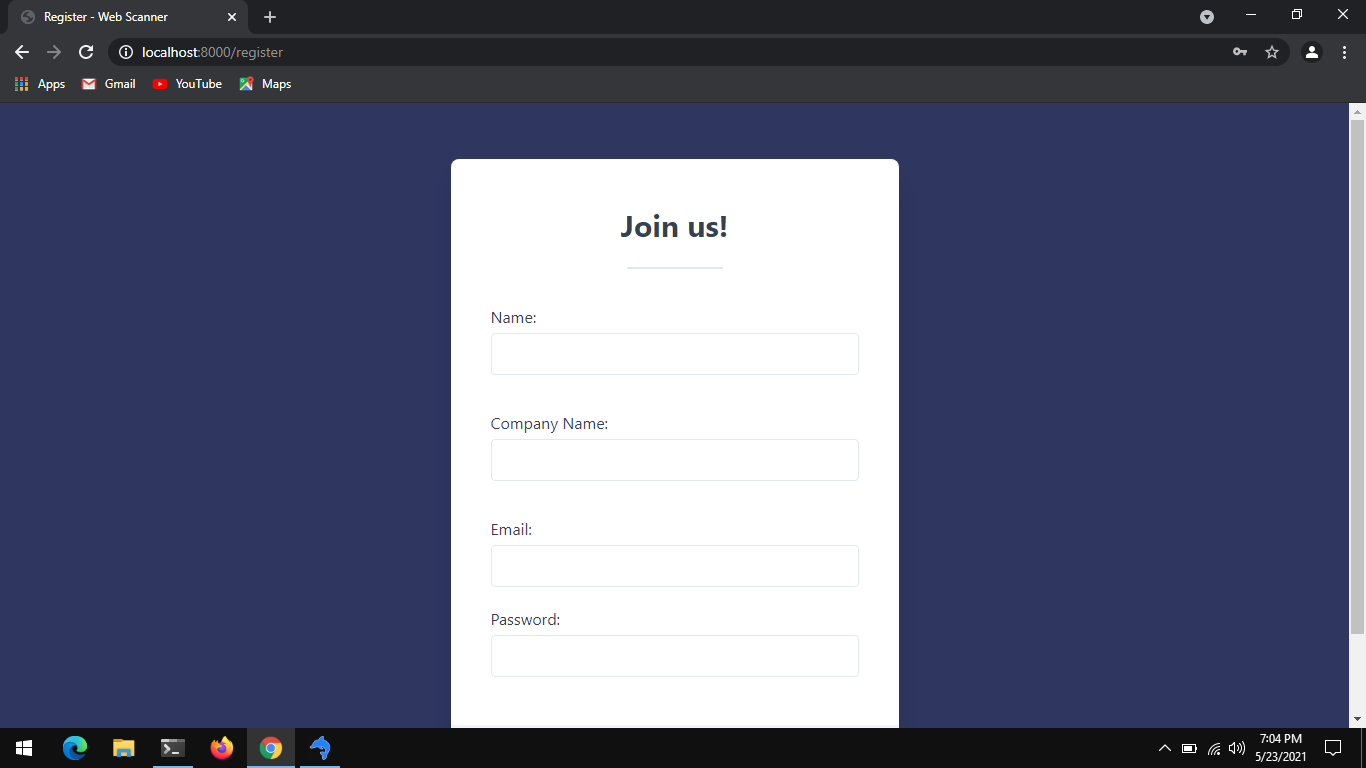 Register - Web Scanner
localhost:8000/register
Apps Gmail YouTube Maps
Join us!
Name:
Company Name:
Email:
Password:
7:04 PM
5/23/2021